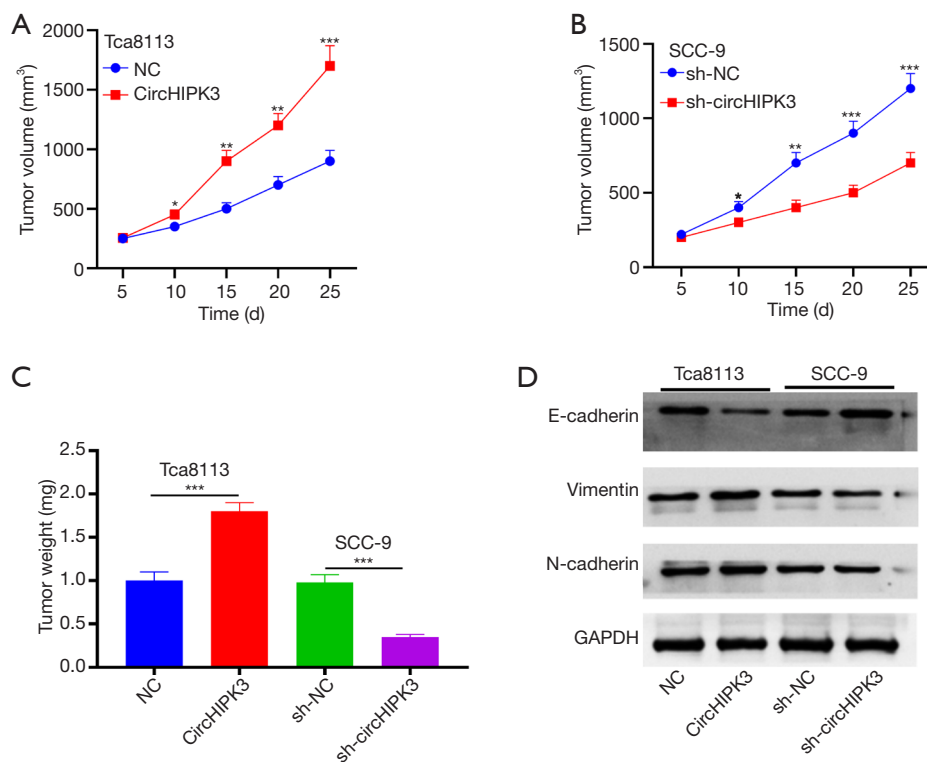 A
Tca8113
NC
CircHIPK3
Tumor volume (mm3)
2000
1500
1000
500
0
*
**
**
***
5 10 15 20 25
Time (d)
B
SCC-9
sh-NC
sh-circHIPK3
Tumor volume (mm3)
1500
1000
500
0
*
**
***
***
5 10 15 20 25
Time (d)
C
Tumor weight (mg)
2.5
2.0
1.5
1.0
0.5
0.0
Tca8113
***
SCC-9
***
NC
CircHIPK3
sh-NC
sh-circHIPK3
D
Tca8113 SCC-9
E-cadherin
Vimentin
N-cadherin
GAPDH
NC
CircHIPK3
sh-NC
sh-circHIPK3